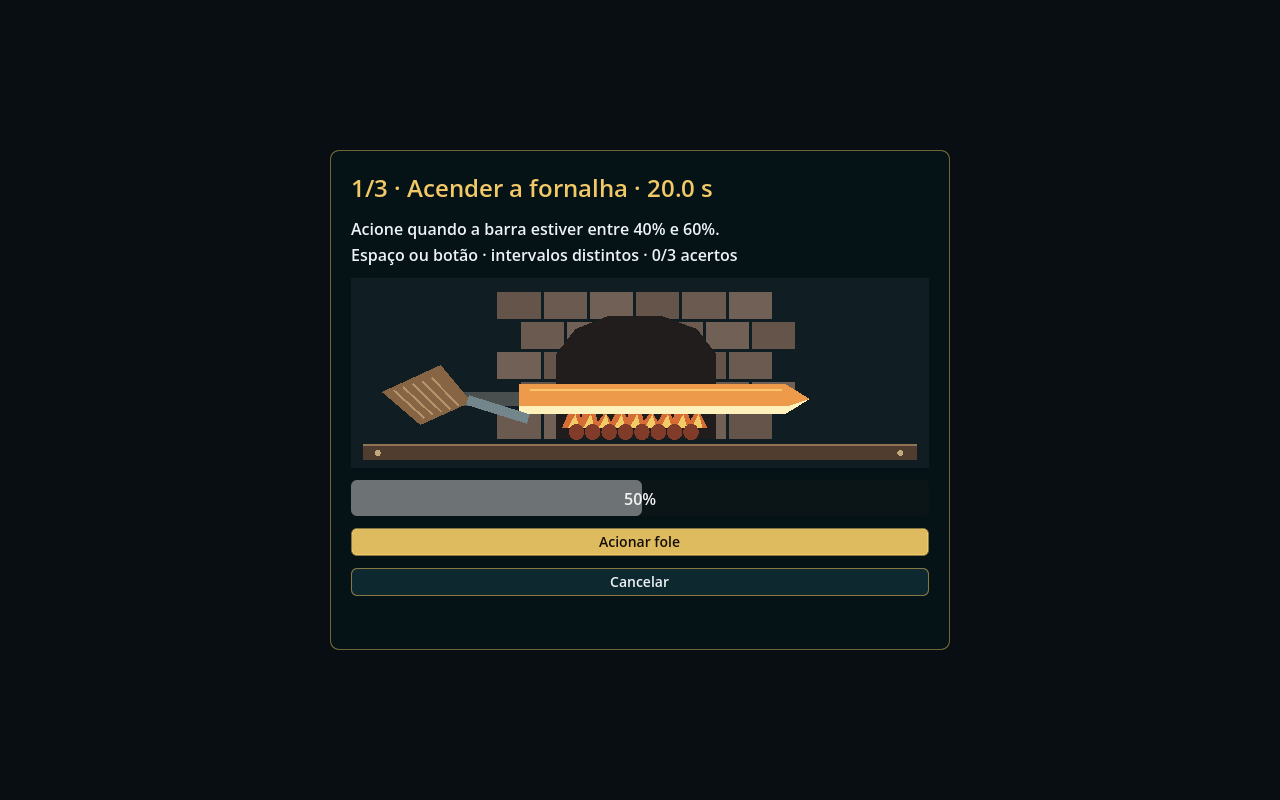 1/3 · Acender a fornalha · 20.0 s
Acione quando a barra estiver entre 40% e 60%.
Espaço ou botão · intervalos distintos · 0/3 acertos
50%
Acionar fole
Cancelar